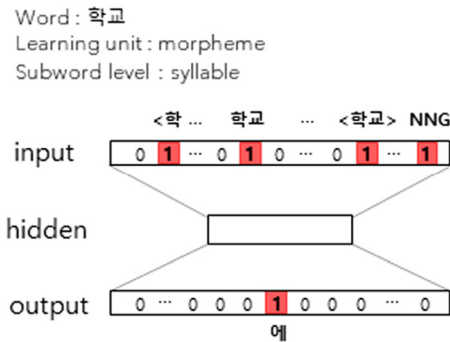 Word : 학교
Learning unit : morpheme
Subword level : syllable
<학 ... 학교 ... <학교> NNG
input 0 1 ... 0 1 0 ... 0 1 ... 1
hidden
output 0 ... 0 0 0 1 0 0 0 ... 0
에